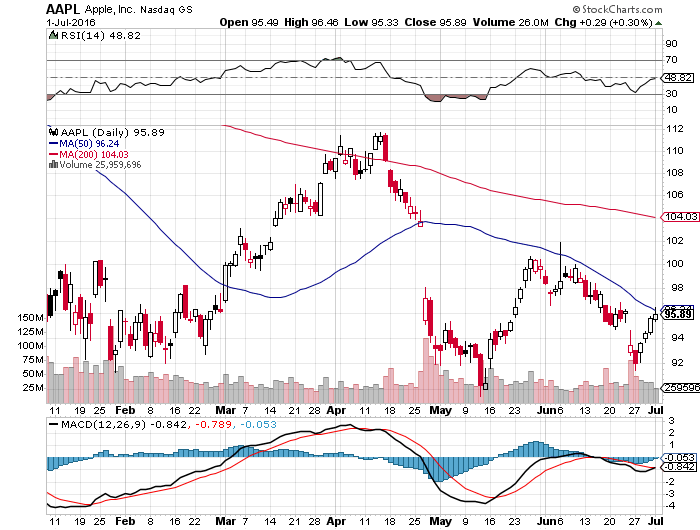 AAPL Apple, Inc. Nasdaq GS © StockCharts.com
1-Jul-2016 Open 95.49 High 96.46 Low 95.33 Close 95.89 Volume 26.0M Chg +0.29 (+0.30%)
RSI(14) 48.82
90
70
48.82
30
10
AAPL (Daily) 95.89
MA(50) 96.24
MA(200) 104.03
Volume 25,959,696
112
110
108
106
104.03
102
100
98
95.89
94
92
150M
125M
100M
75M
50M
25M
259596
11 19 25 Feb 8 16 22 Mar 7 14 21 28 Apr 11 18 25 May 9 16 23 Jun 6 13 20 27 Jul
MACD(12,26,9) -0.842, -0.789, -0.053
3
2
1
-0.053
-0.842
-2
-3
-4
11 19 25 Feb 8 16 22 Mar 7 14 21 28 Apr 11 18 25 May 9 16 23 Jun 6 13 20 27 Jul